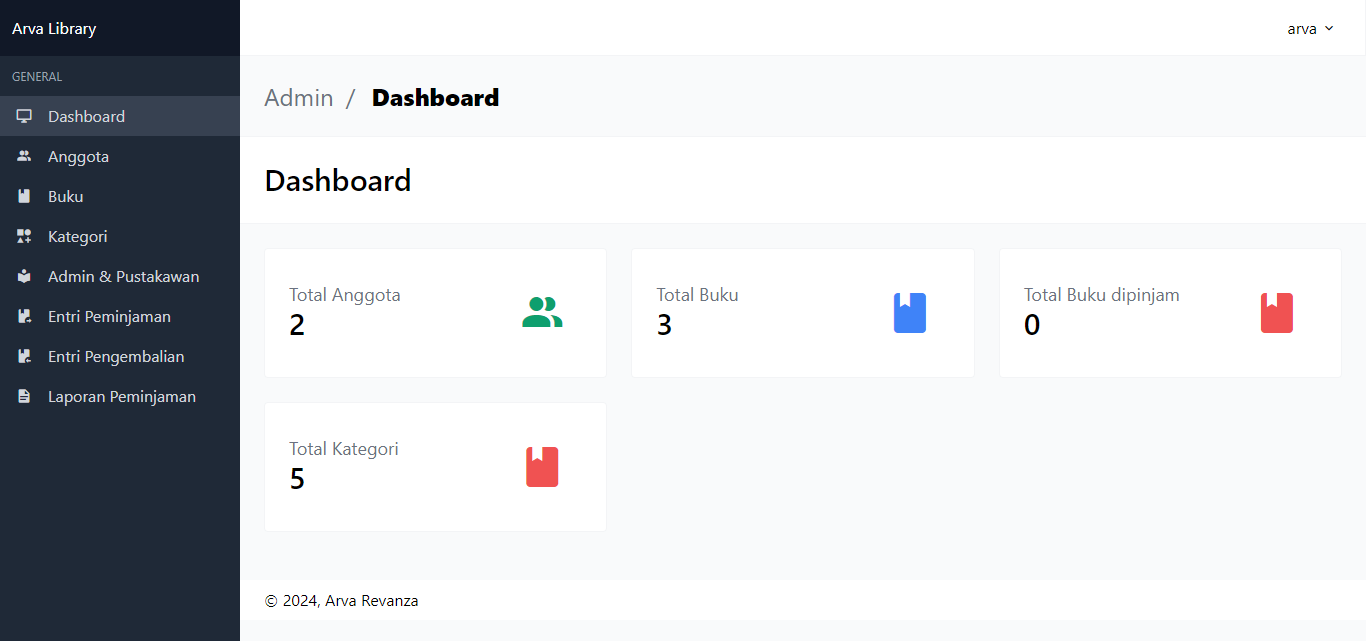 Arva Library
arva
GENERAL
Dashboard
Anggota
Buku
Kategori
Admin & Pustakawan
Entri Peminjaman
Entri Pengembalian
Laporan Peminjaman
Admin / Dashboard
Dashboard
Total Anggota
2
Total Buku
3
Total Buku dipinjam
0
Total Kategori
5
© 2024, Arva Revanza